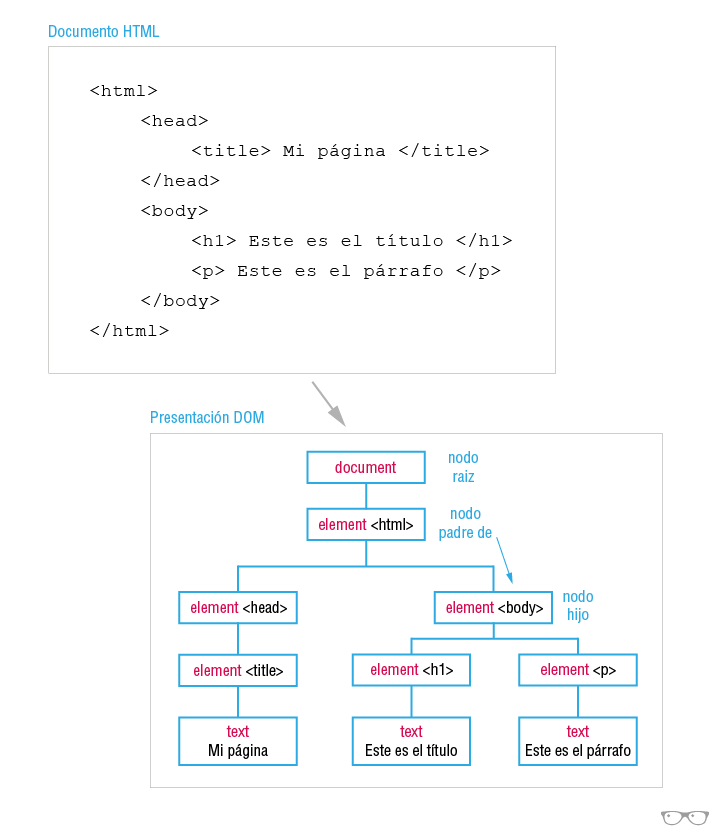 Documento HTML
<html>
<head>
<title> Mi página </title>
</head>
<body>
<h1> Este es el título </h1>
<p> Este es el párrafo </p>
</body>
</html>
Presentación DOM
document
nodo
raiz
element <html>
nodo
padre de
element <head>
element <body>
nodo
hijo
element <title>
element <h1>
element <p>
text
Mi página
text
Este es el título
text
Este es el párrafo